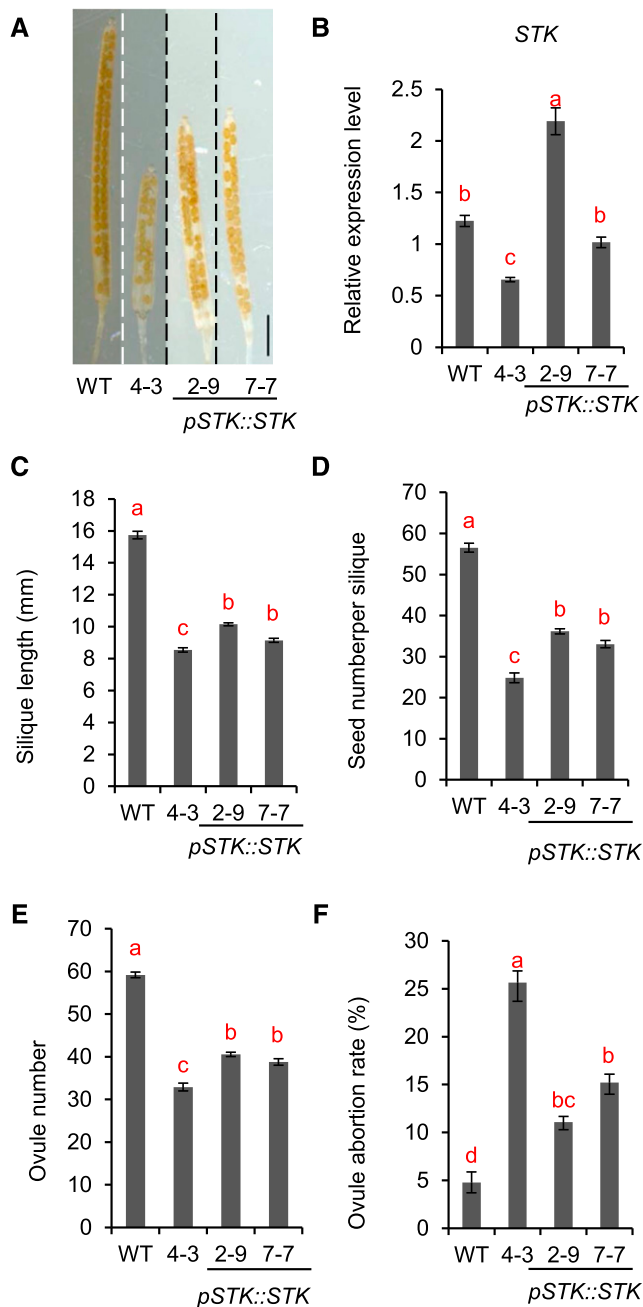 A
WT 4-3 2-9 7-7
pSTK::STK
B
STK
Relative expression level
2.5
2
1.5
1
0.5
0
a
b
c
b
WT 4-3 2-9 7-7
pSTK::STK
C
Silique length (mm)
18
16
14
12
10
8
6
4
2
0
a
c
b
b
WT 4-3 2-9 7-7
pSTK::STK
D
Seed numberper silique
70
60
50
40
30
20
10
0
a
c
b
b
WT 4-3 2-9 7-7
pSTK::STK
E
Ovule number
70
60
50
40
30
20
10
0
a
c
b
b
WT 4-3 2-9 7-7
pSTK::STK
F
Ovule abortion rate (%)
30
25
20
15
10
5
0
d
a
bc
b
WT 4-3 2-9 7-7
pSTK::STK